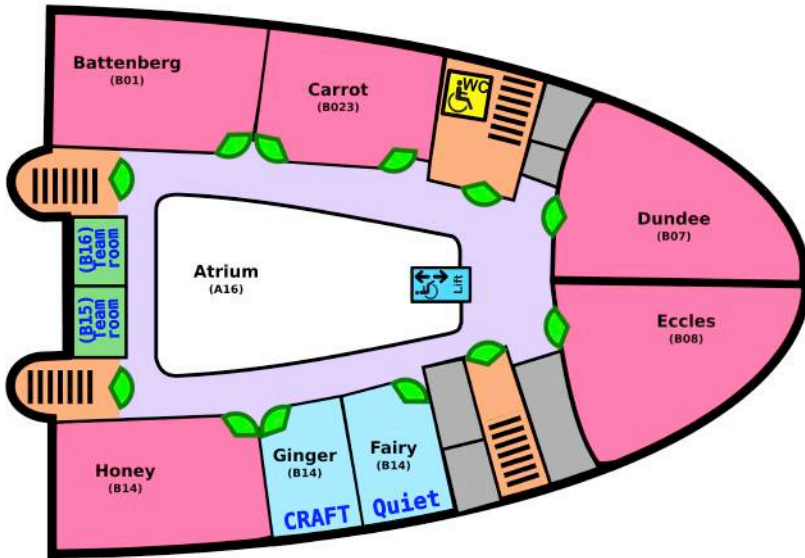 Battenberg
(B01)
Carrot
(B023)
WC
Dundee
(B07)
(B16)
Team
room
Atrium
(A16)
Lift
(B15)
Team
room
Eccles
(B08)
Honey
(B14)
Ginger
(B14)
CRAFT
Fairy
(B14)
Quiet